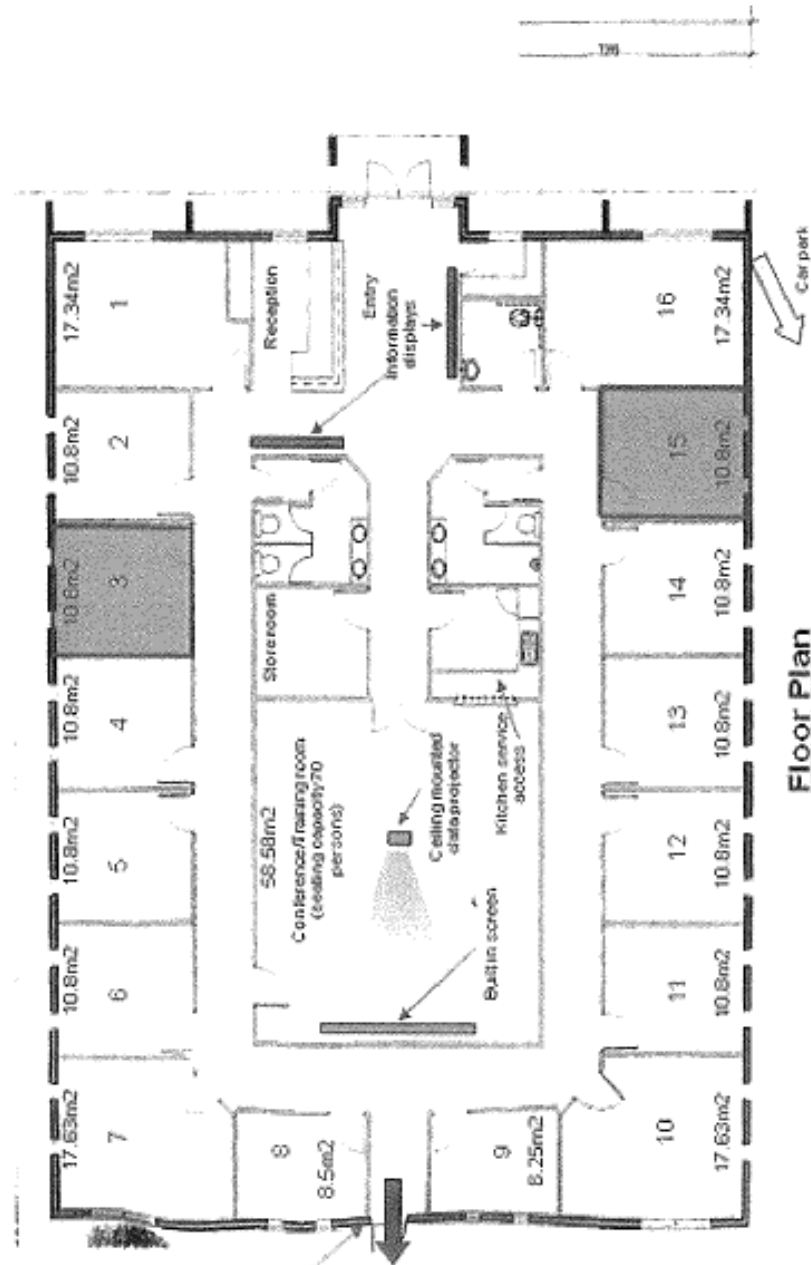 7385
17.34m2
1
10.8m2
2
10.8m2
3
10.8m2
4
10.8m2
5
10.8m2
6
17.63m2
7
8
8.5m2
9
8.25m2
10
17.63m2
11
10.8m2
12
10.8m2
13
10.8m2
14
10.8m2
15
10.8m2
16
17.34m2
Reception
Entry
Information
displays
Storeroom
58.58m2
Conference/Training room
(seating capacity 70
persons)
Ceiling mounted
data projector
Kitchen service
access
Built in screen
Car park
Floor Plan